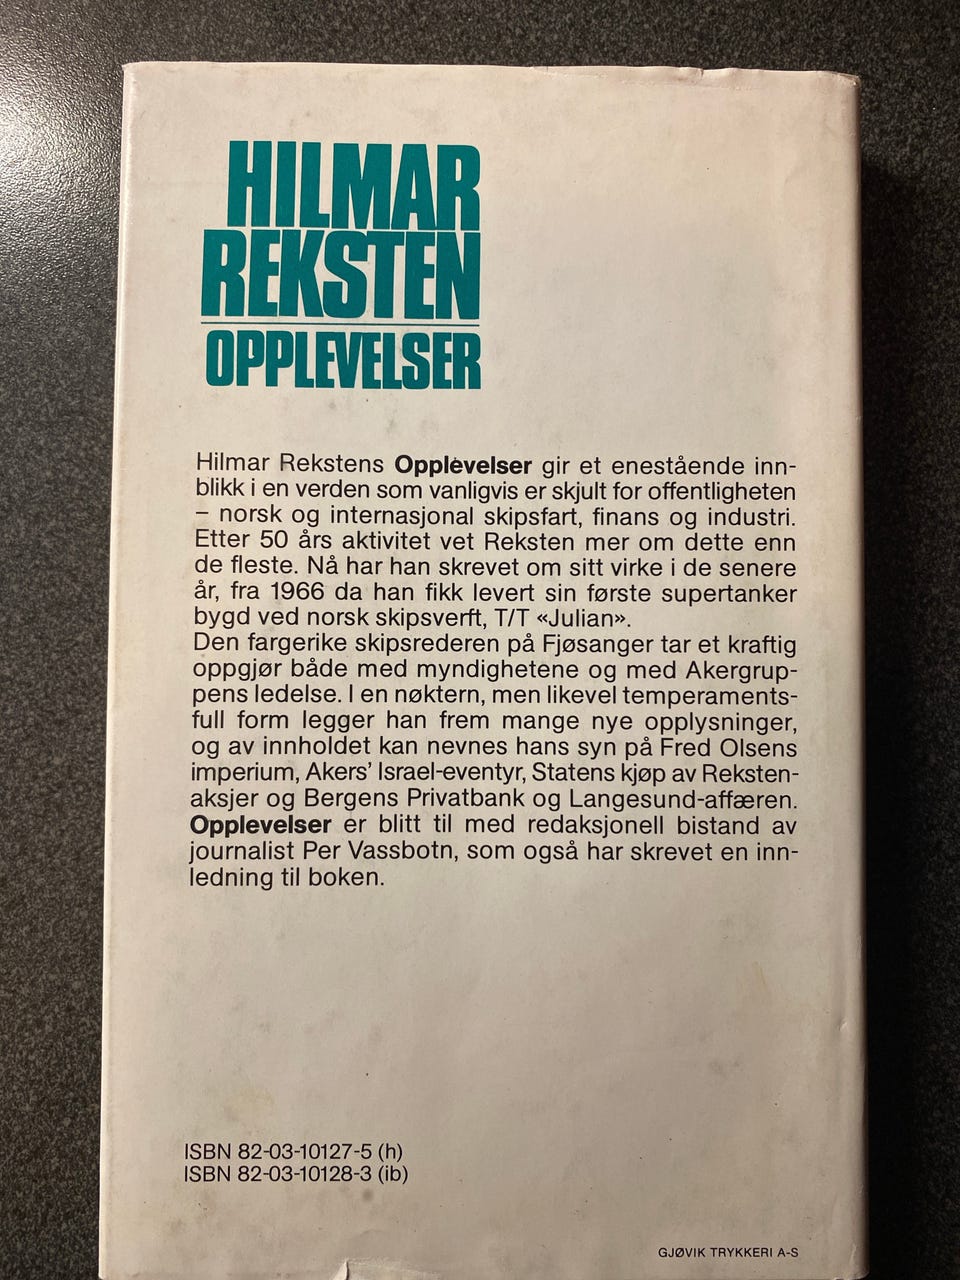 HILMAR
REKSTEN
OPPLEVELSER
Hilmar Rekstens Opplevelser gir et enestående inn-
blikk i en verden som vanligvis er skjult for offentligheten
– norsk og internasjonal skipsfart, finans og industri.
Etter 50 års aktivitet vet Reksten mer om dette enn
de fleste. Nå har han skrevet om sitt virke i de senere
år, fra 1966 da han fikk levert sin første supertanker
bygd ved norsk skipsverft, T/T «Julian».
Den fargerike skipsrederen på Fjøsanger tar et kraftig
oppgjør både med myndighetene og med Akergrup-
pens ledelse. I en nøktern, men likevel temperaments-
full form legger han frem mange nye opplysninger,
og av innholdet kan nevnes hans syn på Fred Olsens
imperium, Akers’ Israel-eventyr, Statens kjøp av Reksten-
aksjer og Bergens Privatbank og Langesund-affæren.
Opplevelser er blitt til med redaksjonell bistand av
journalist Per Vassbotn, som også har skrevet en inn-
ledning til boken.
ISBN 82-03-10127-5 (h)
ISBN 82-03-10128-3 (ib)
GJØVIK TRYKKERI A-S